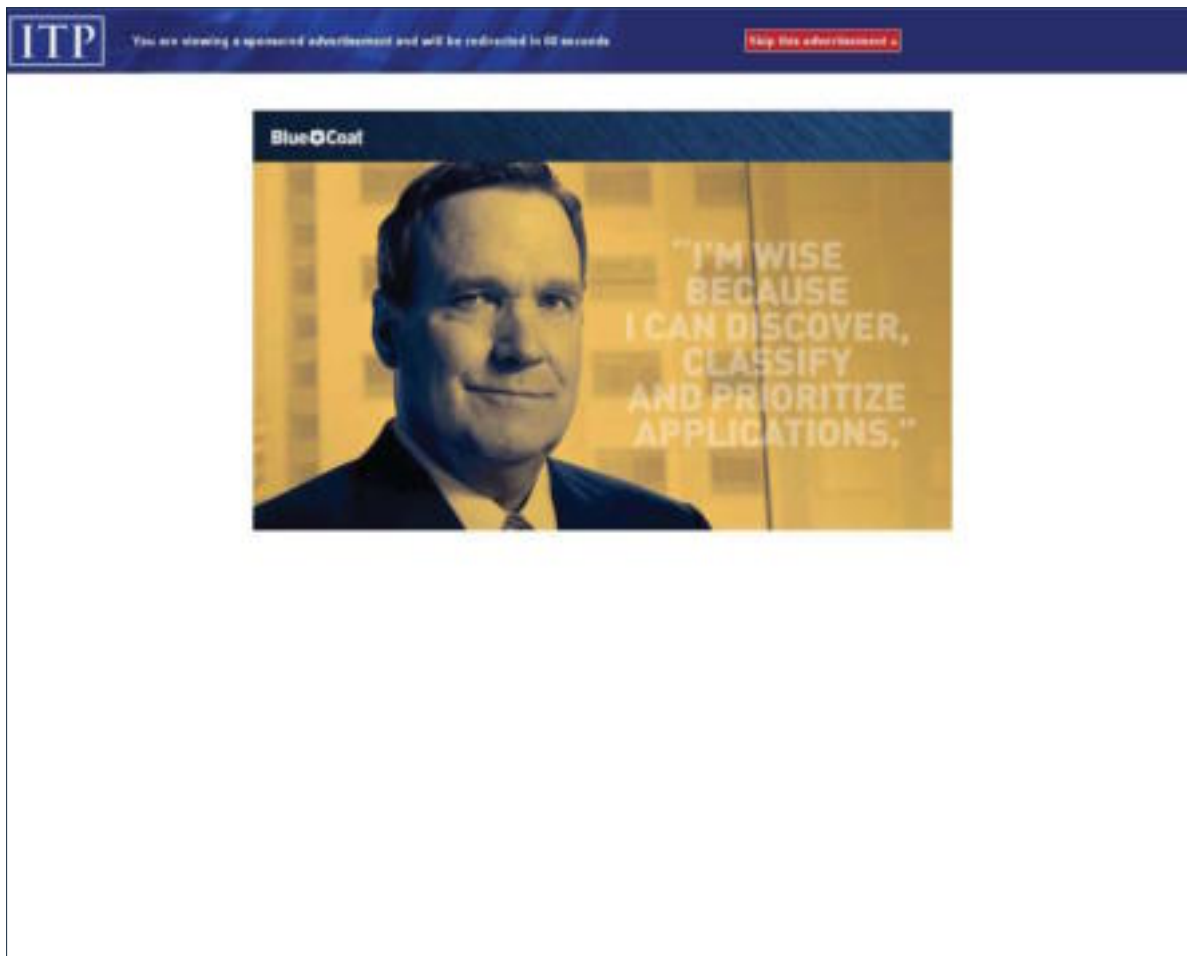 ITP
You are viewing a sponsored advertisement and will be redirected in 60 seconds
Skip this advertisement »
Blue Coat
"I'M WISE
BECAUSE
I CAN DISCOVER,
CLASSIFY
AND PRIORITIZE
APPLICATIONS."